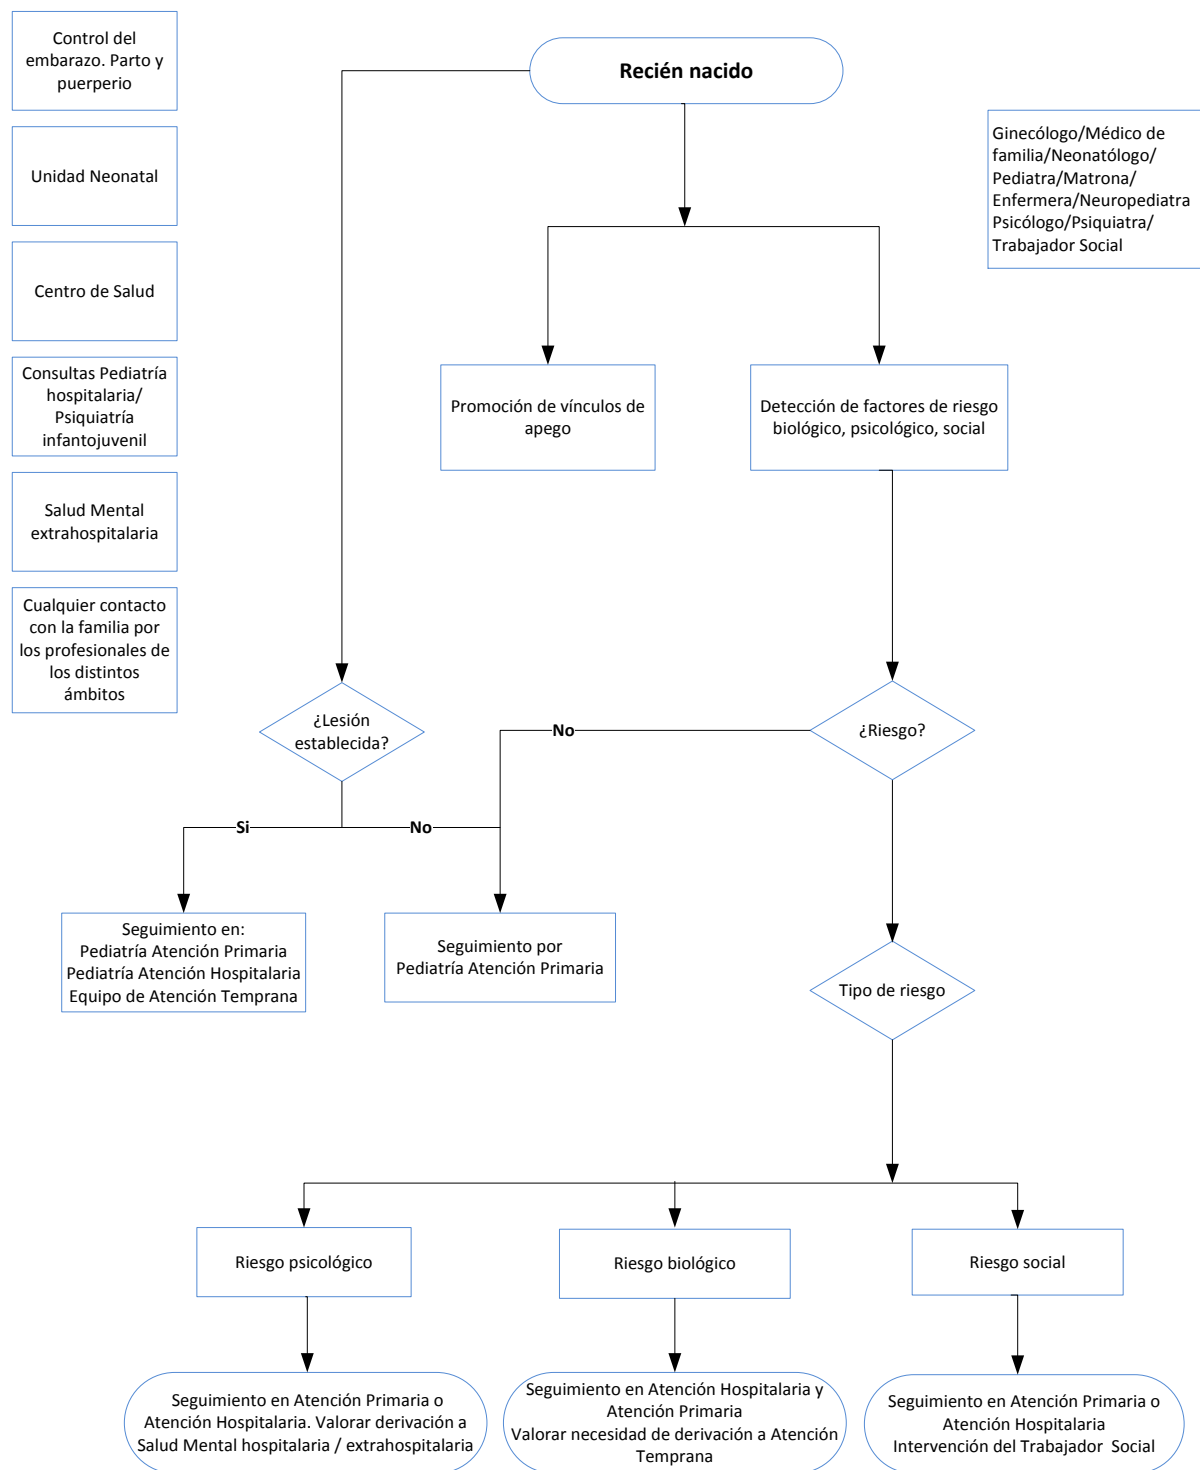 Control del
embarazo. Parto y
puerperio
Recién nacido
Ginecólogo/Médico de
familia/Neonatólogo/
Pediatra/Matrona/
Enfermera/Neuropediatra
Psicólogo/Psiquiatra/
Trabajador Social
Unidad Neonatal
Centro de Salud
Consultas Pediatría
hospitalaria/
Psiquiatría
infantojuvenil
Promoción de vínculos de
apego
Detección de factores de riesgo
biológico, psicológico, social
Salud Mental
extrahospitalaria
Cualquier contacto
con la familia por
los profesionales de
los distintos
ámbitos
¿Lesión
establecida?
No
¿Riesgo?
Si
No
Seguimiento en:
Pediatría Atención Primaria
Pediatría Atención Hospitalaria
Equipo de Atención Temprana
Seguimiento por
Pediatría Atención Primaria
Tipo de riesgo
Riesgo psicológico
Riesgo biológico
Riesgo social
Seguimiento en Atención Primaria o
Atención Hospitalaria. Valorar derivación a
Salud Mental hospitalaria / extrahospitalaria
Seguimiento en Atención Hospitalaria y
Atención Primaria
Valorar necesidad de derivación a Atención
Temprana
Seguimiento en Atención Primaria o
Atención Hospitalaria
Intervención del Trabajador  Social